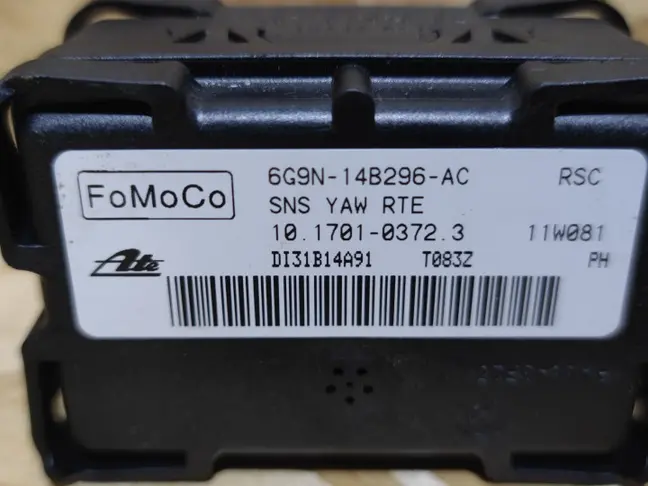 FoMoCo
6G9N-14B296-AC RSC
SNS YAW RTE
10.1701-0372.3 11W081
Ate DI31B14A91 T083Z PH